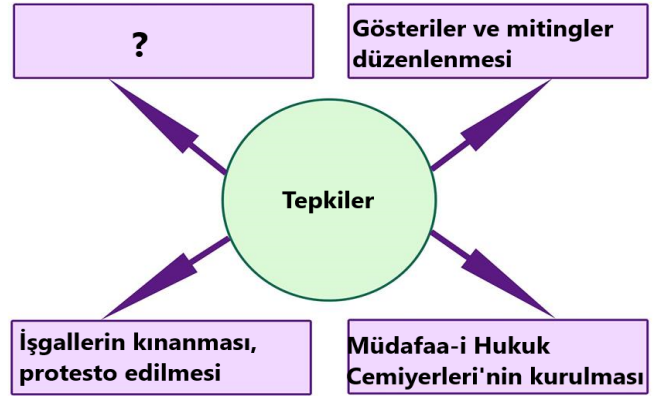 ?
Gösteriler ve mitingler
düzenlenmesi
Tepkiler
İşgallerin kınanması,
protesto edilmesi
Müdafaa-i Hukuk
Cemiyerleri'nin kurulması